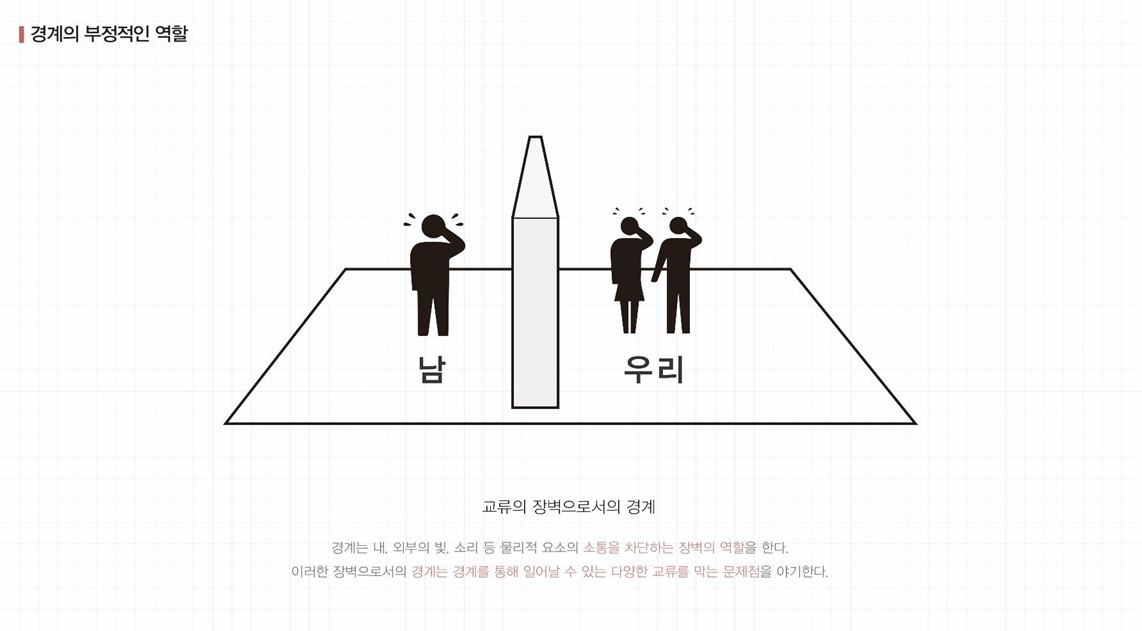 경계의 부정적인 역할
남
우리
교류의 장벽으로서의 경계
경계는 내, 외부의 빛, 소리 등 물리적 요소의 소통을 차단하는 장벽의 역할을 한다.
이러한 장벽으로서의 경계는 경계를 통해 일어날 수 있는 다양한 교류를 막는 문제점을 야기한다.